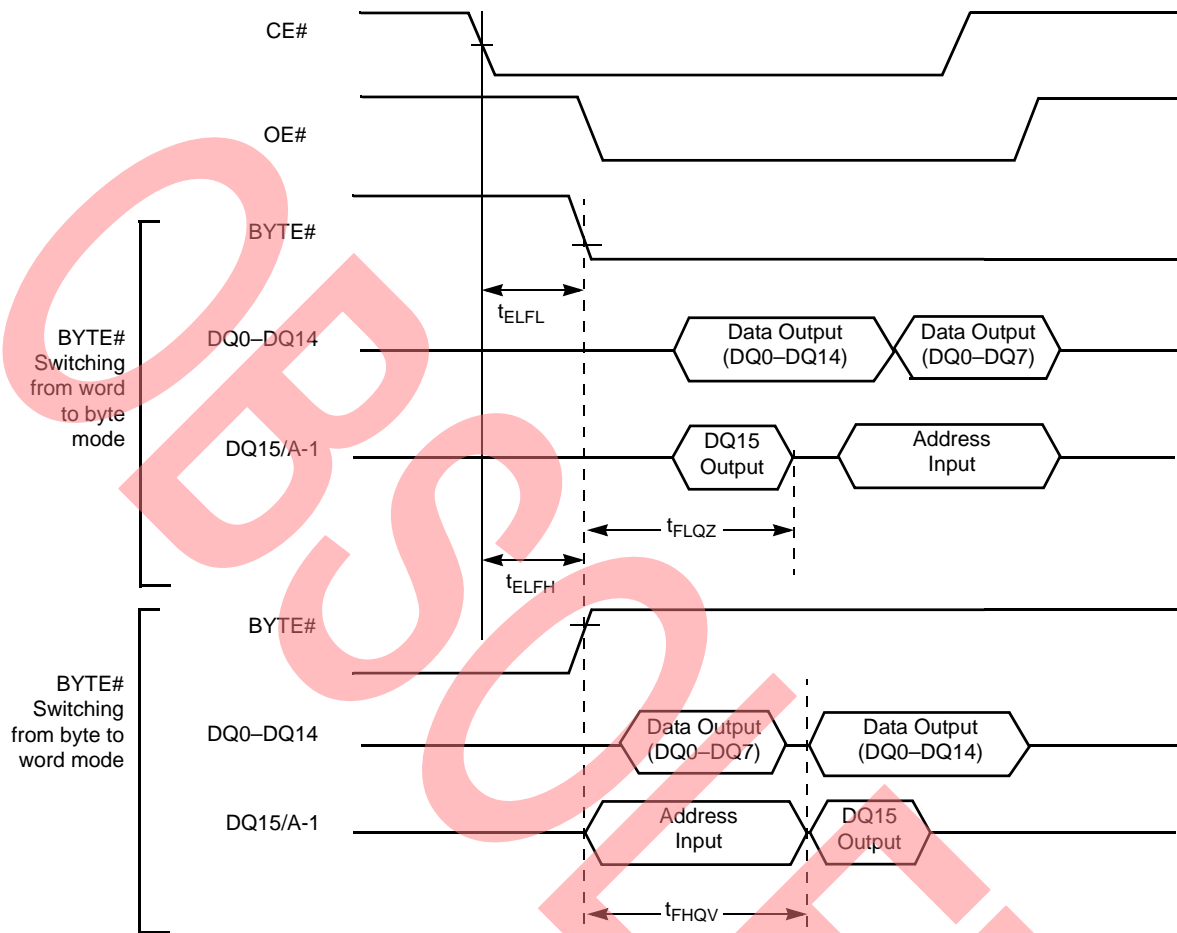 CE#
OE#
BYTE#
tELFL
BYTE#
Switching
from word
to byte
mode
DQ0–DQ14
Data Output
(DQ0–DQ14)
Data Output
(DQ0–DQ7)
DQ15/A-1
DQ15
Output
Address
Input
tFLQZ
tELFH
BYTE#
BYTE#
Switching
from byte to
word mode
DQ0–DQ14
Data Output
(DQ0–DQ7)
Data Output
(DQ0–DQ14)
DQ15/A-1
Address
Input
DQ15
Output
tFHQV